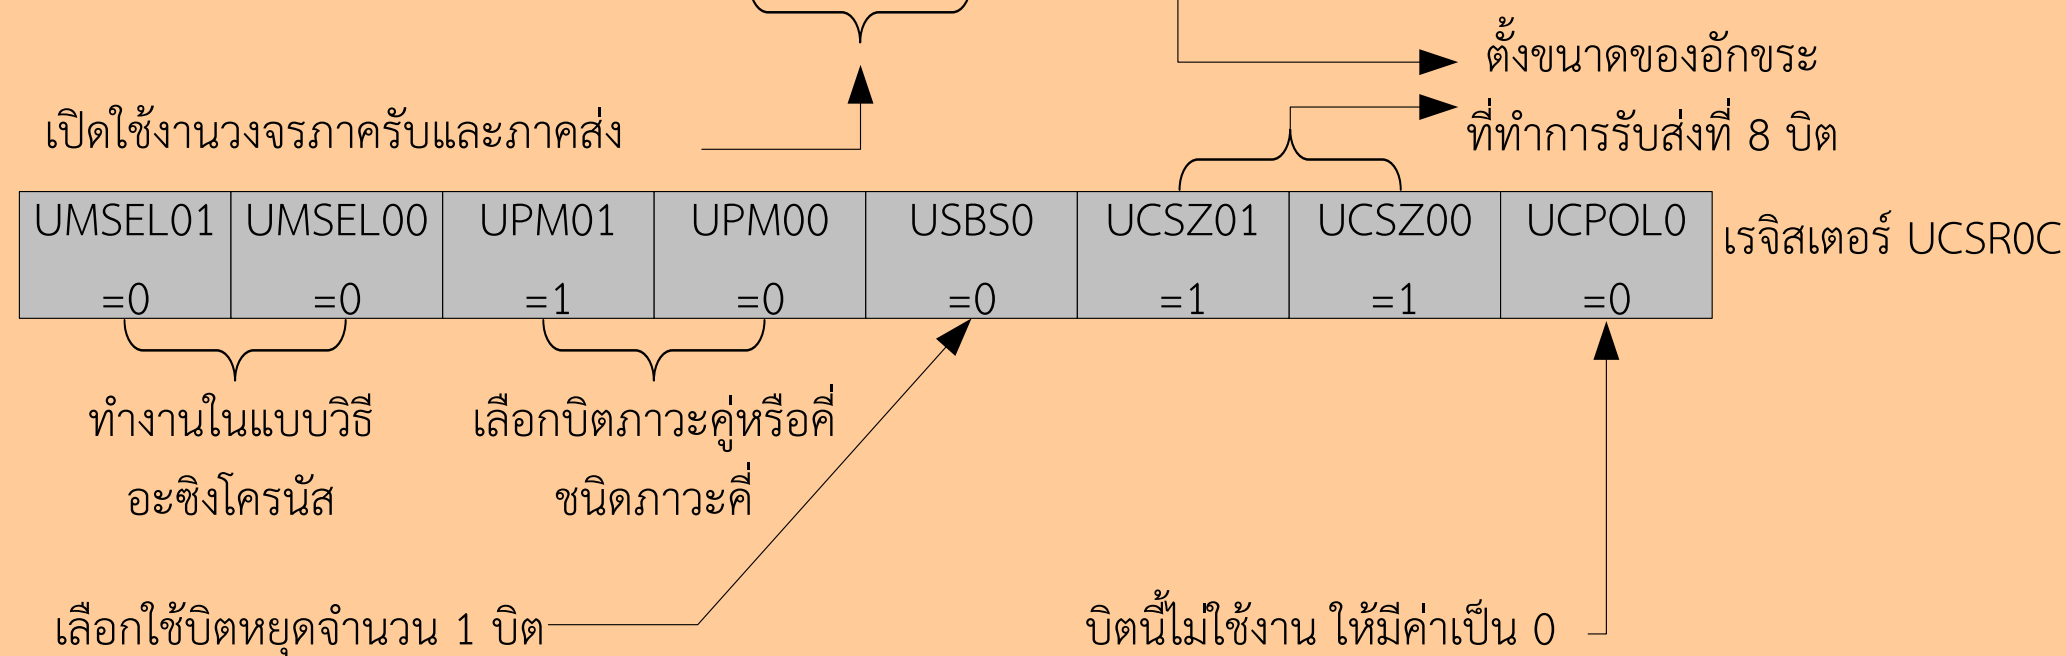 ตั้งขนาดของอักขระ
ที่ทำการรับส่งที่ 8 บิต
เปิดใช้งานวงจรภาครับและภาคส่ง
UMSEL01 UMSEL00 UPM01 UPM00 USBS0 UCSZ01 UCSZ00 UCPOL0
=0 =0 =1 =0 =0 =1 =1 =0
เรจิสเตอร์ UCSR0C
ทำงานในแบบวิธี
อะซิงโครนัส
เลือกบิตภาวะคู่หรือคี่
ชนิดภาวะคี่
เลือกใช้บิตหยุดจำนวน 1 บิต
บิตนี้ไม่ใช้งาน ให้มีค่าเป็น 0